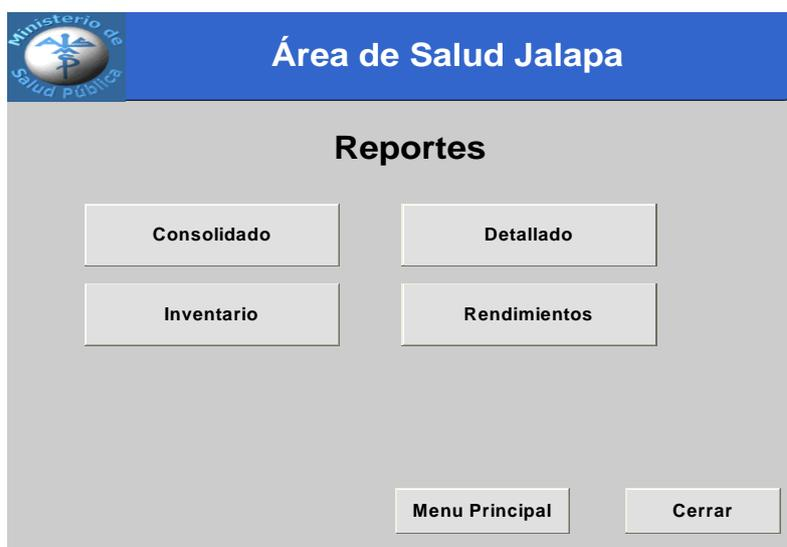 Ministerio de
Salud Pública
Área de Salud Jalapa
Reportes
Consolidado
Detallado
Inventario
Rendimientos
Menu Principal
Cerrar